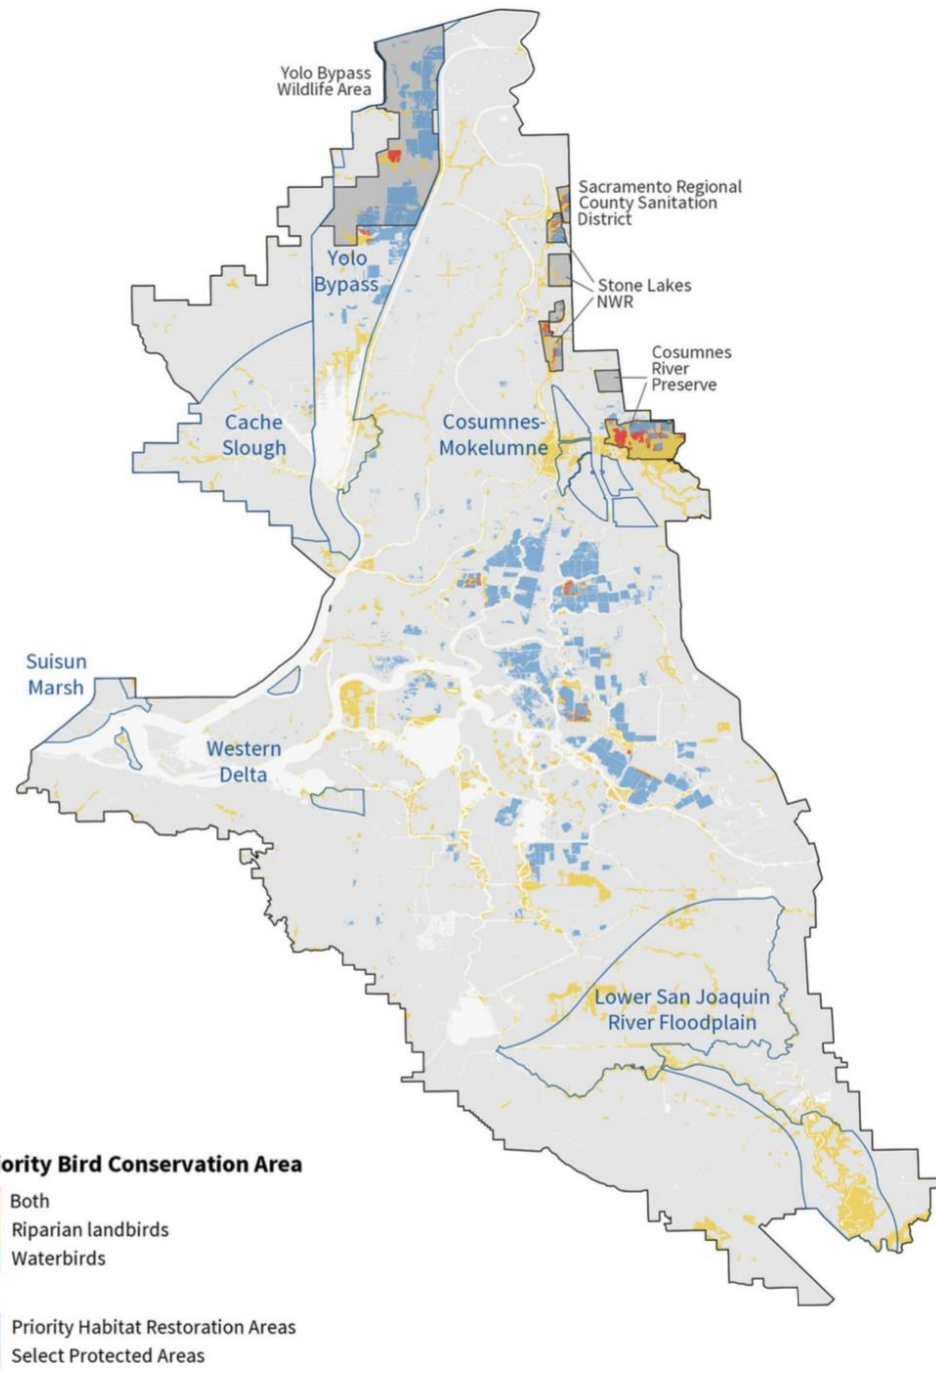 Yolo Bypass
Wildlife Area
Sacramento Regional
County Sanitation
District
Yolo
Bypass
Stone Lakes
NWR
Cosumnes
River
Preserve
Cache
Slough
Cosumnes-
Mokelumne
Suisun
Marsh
Western
Delta
Lower San Joaquin
River Floodplain
iority Bird Conservation Area
Both
Riparian landbirds
Waterbirds
Priority Habitat Restoration Areas
Select Protected Areas